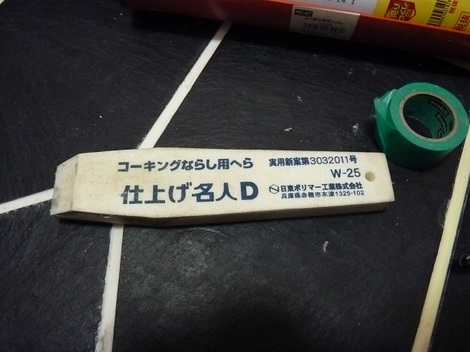 コーキングならし用へら
実用新案第3032011号
仕上げ名人D
W-25
日東ポリマー工業株式会社
兵庫県赤穂市木津1325-102